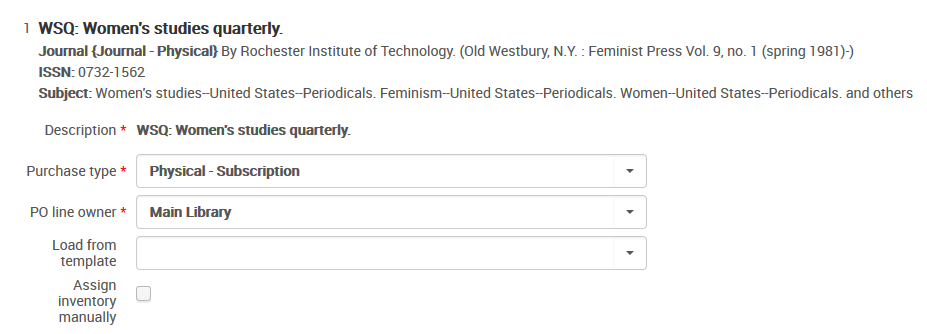 1 WSQ: Women's studies quarterly.
Journal {Journal - Physical} By Rochester Institute of Technology. (Old Westbury, N.Y. : Feminist Press Vol. 9, no. 1 (spring 1981)-)
ISSN: 0732-1562
Subject: Women's studies--United States--Periodicals. Feminism--United States--Periodicals. Women--United States--Periodicals. and others
Description * WSQ: Women's studies quarterly.
Purchase type * Physical - Subscription
PO line owner * Main Library
Load from
template
Assign
inventory
manually